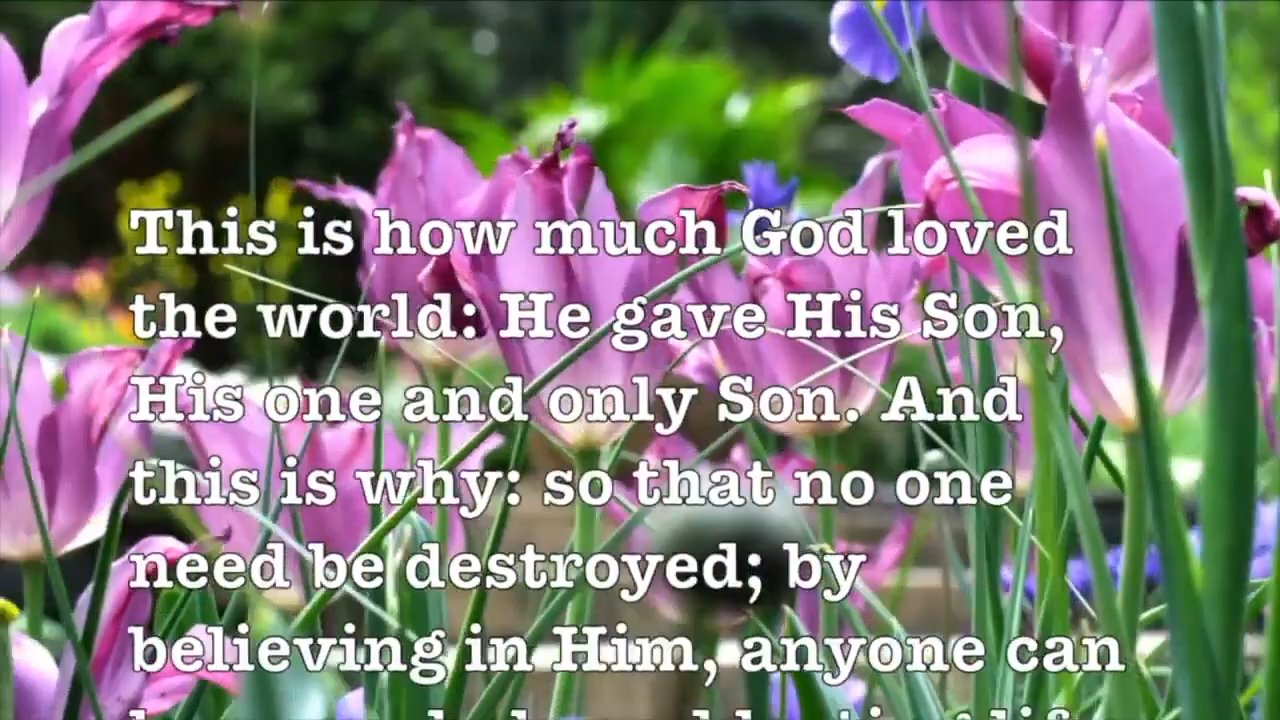 This is how much God loved
the world: He gave His Son,
His one and only Son. And
this is why: so that no one
need be destroyed; by
believing in Him, anyone can